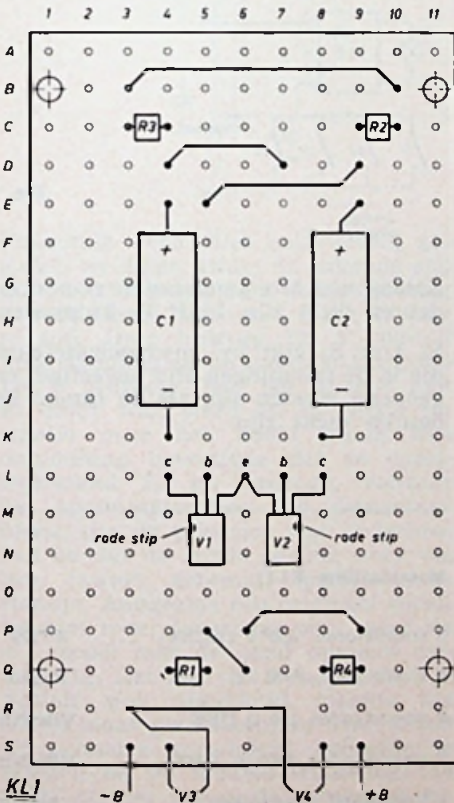 1 2 3 4 5 6 7 8 9 10 11
A
B
C R3 R2
D
E
F + +
G
H C1 C2
I
J −
K
L c b e b c
M
rode stip V1 V2 rode stip
N
O
P
Q R1 R4
R
S
KL1 −B V3 V4 +B